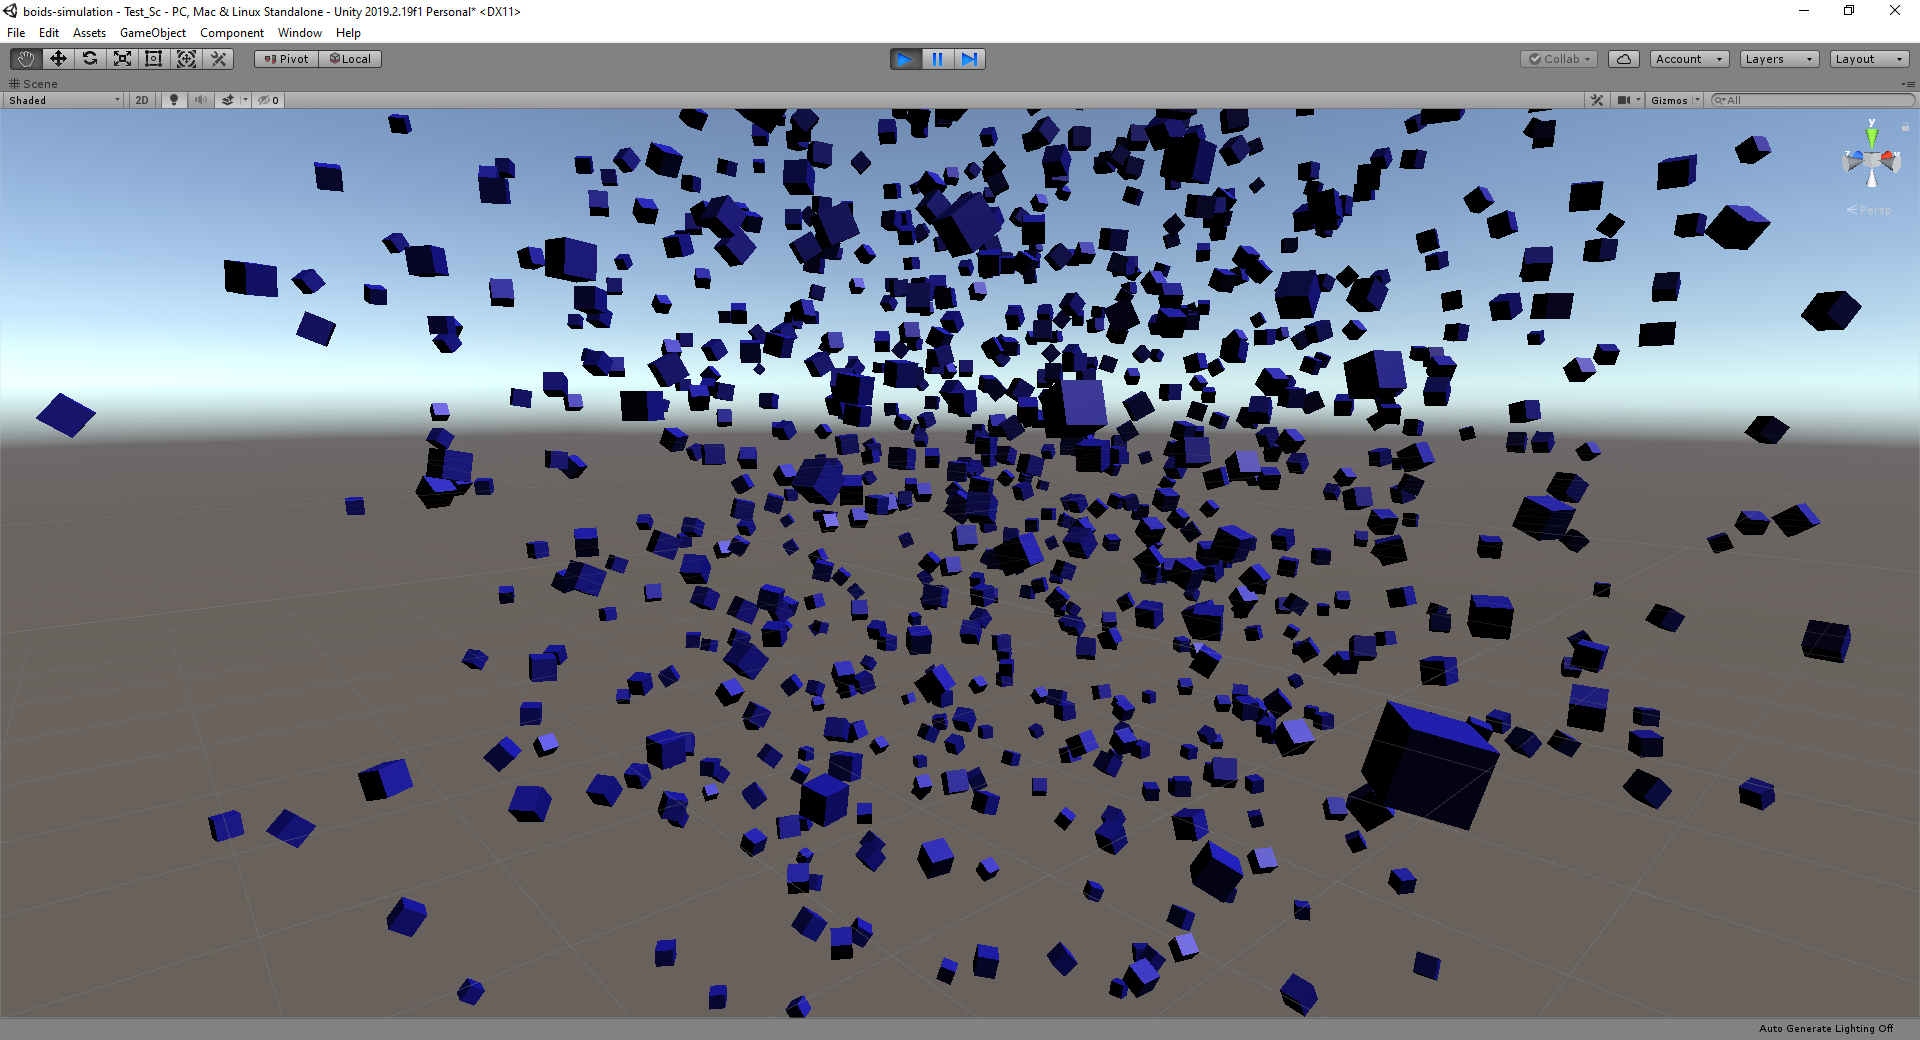 boids-simulation - Test_Sc - PC, Mac & Linux Standalone - Unity 2019.2.19f1 Personal* <DX11>
File Edit Assets GameObject Component Window Help
Pivot Local Collab Account Layers Layout
Scene
Shaded 2D 0 Gizmos All
y
z x
Persp
Auto Generate Lighting Off